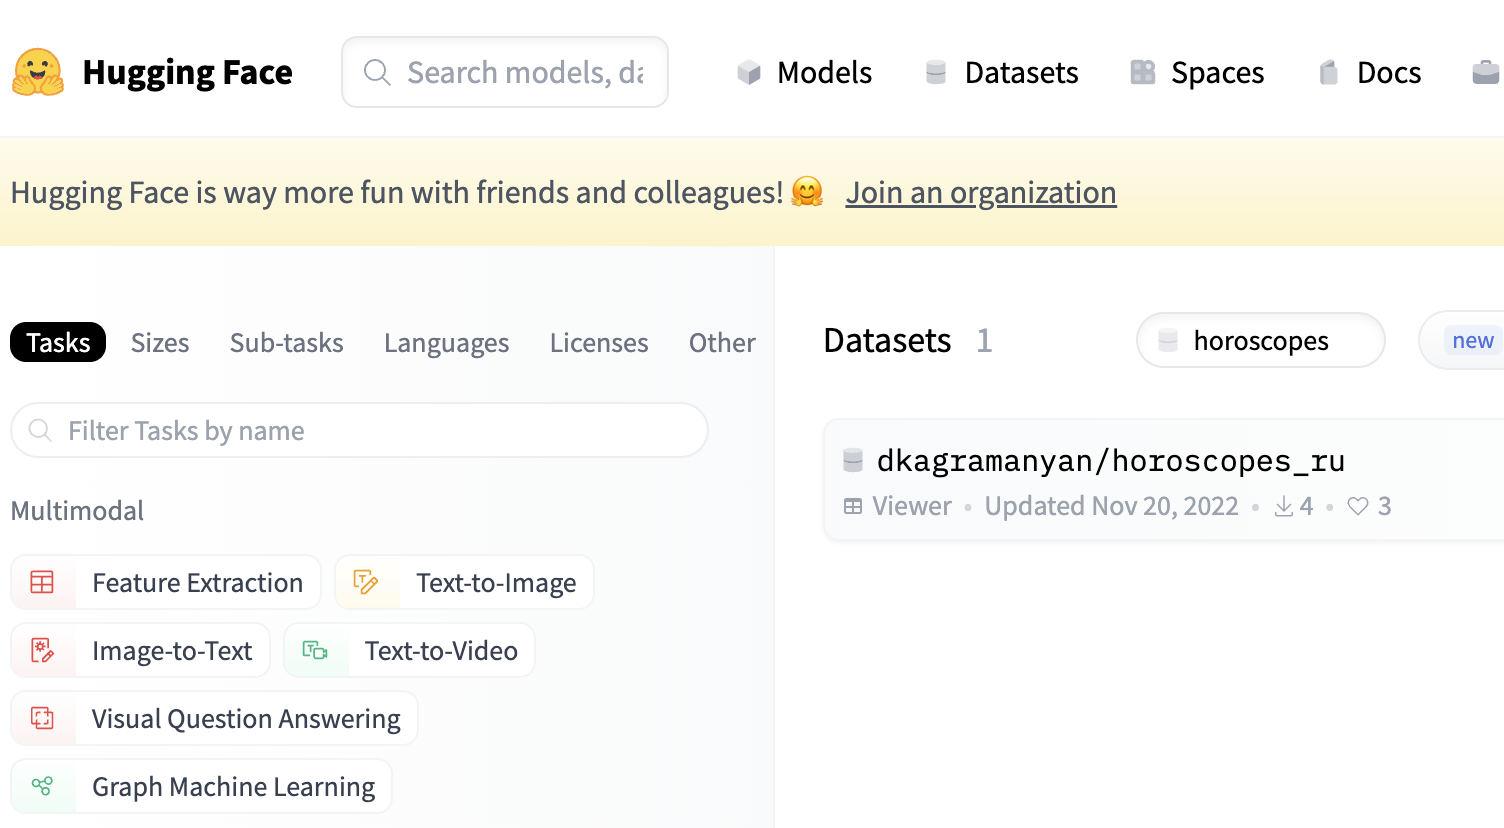 Hugging Face
Search models, da
Models
Datasets
Spaces
Docs
Hugging Face is way more fun with friends and colleagues! 🤗 Join an organization
Tasks
Sizes
Sub-tasks
Languages
Licenses
Other
Filter Tasks by name
Multimodal
Feature Extraction
Text-to-Image
Image-to-Text
Text-to-Video
Visual Question Answering
Graph Machine Learning
Datasets 1
horoscopes
new
dkagramanyan/horoscopes_ru
Viewer • Updated Nov 20, 2022 • 4 • 3